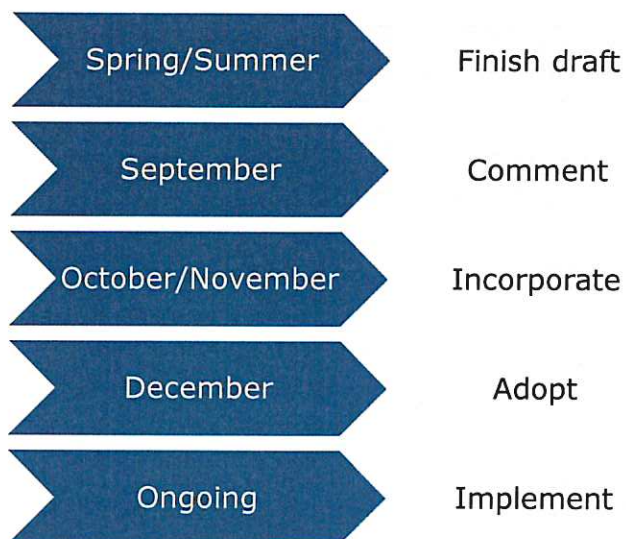 Spring/Summer Finish draft
September Comment
October/November Incorporate
December Adopt
Ongoing Implement